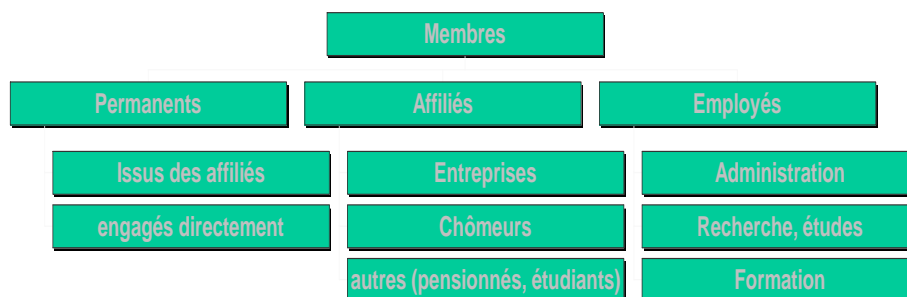 Membres
Permanents
Affiliés
Employés
Issus des affiliés
Entreprises
Administration
engagés directement
Chômeurs
Recherche, études
autres (pensionnés, étudiants)
Formation